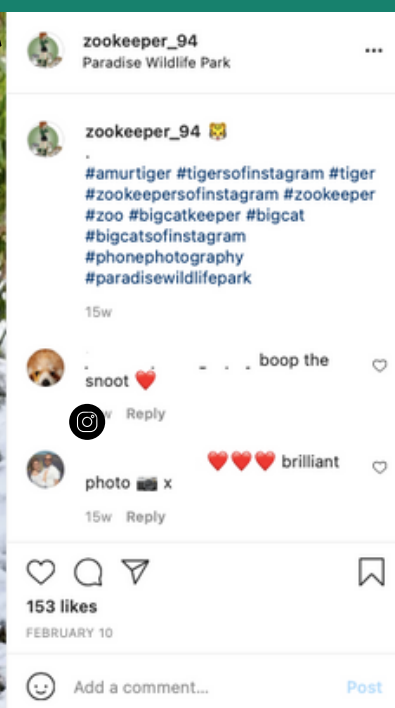 zookeeper_94
Paradise Wildlife Park
zookeeper_94 🐯
.
#amurtiger #tigersofinstagram #tiger
#zookeepersofinstagram #zookeeper
#zoo #bigcatkeeper #bigcat
#bigcatsofinstagram
#phonephotography
#paradisewildlifepark
15w
boop the
snoot ❤️
w Reply
❤️❤️❤️ brilliant
photo 📷 x
15w Reply
153 likes
FEBRUARY 10
Add a comment... Post